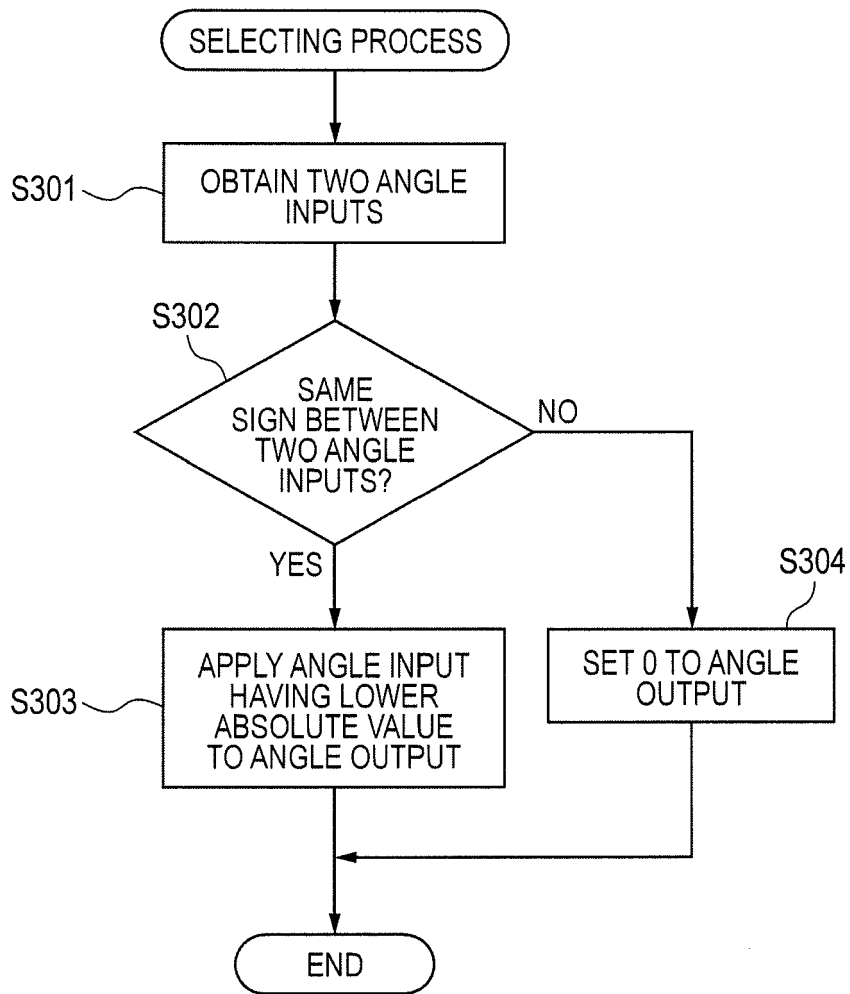 SELECTING PROCESS
S301
OBTAIN TWO ANGLE
INPUTS
S302
SAME
SIGN BETWEEN
TWO ANGLE
INPUTS?
NO
YES
S304
S303
APPLY ANGLE INPUT
HAVING LOWER
ABSOLUTE VALUE
TO ANGLE OUTPUT
SET 0 TO ANGLE
OUTPUT
END